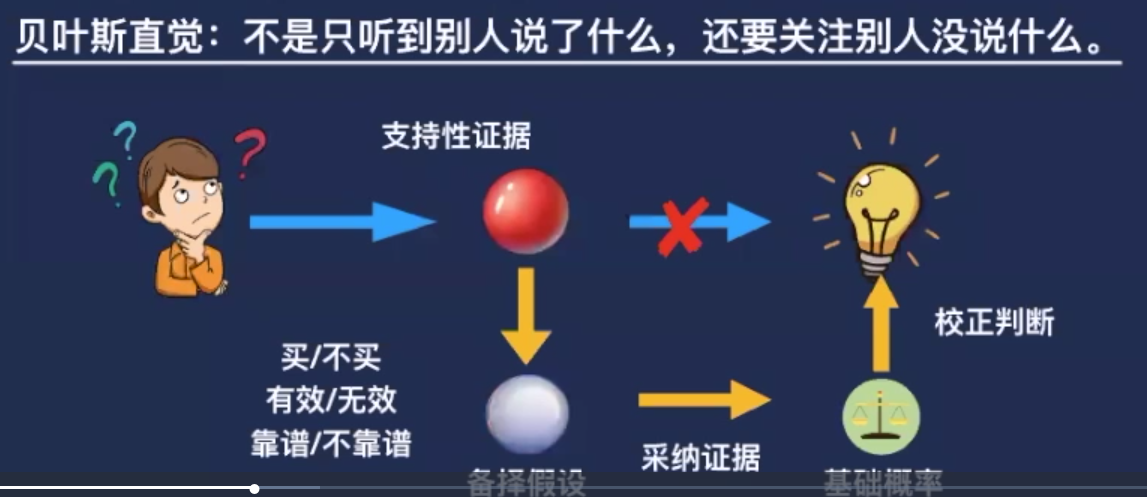 贝叶斯直觉：不是只听到别人说了什么，还要关注别人没说什么。
支持性证据
校正判断
买/不买
有效/无效
靠谱/不靠谱
采纳证据
备择假设
基础概率